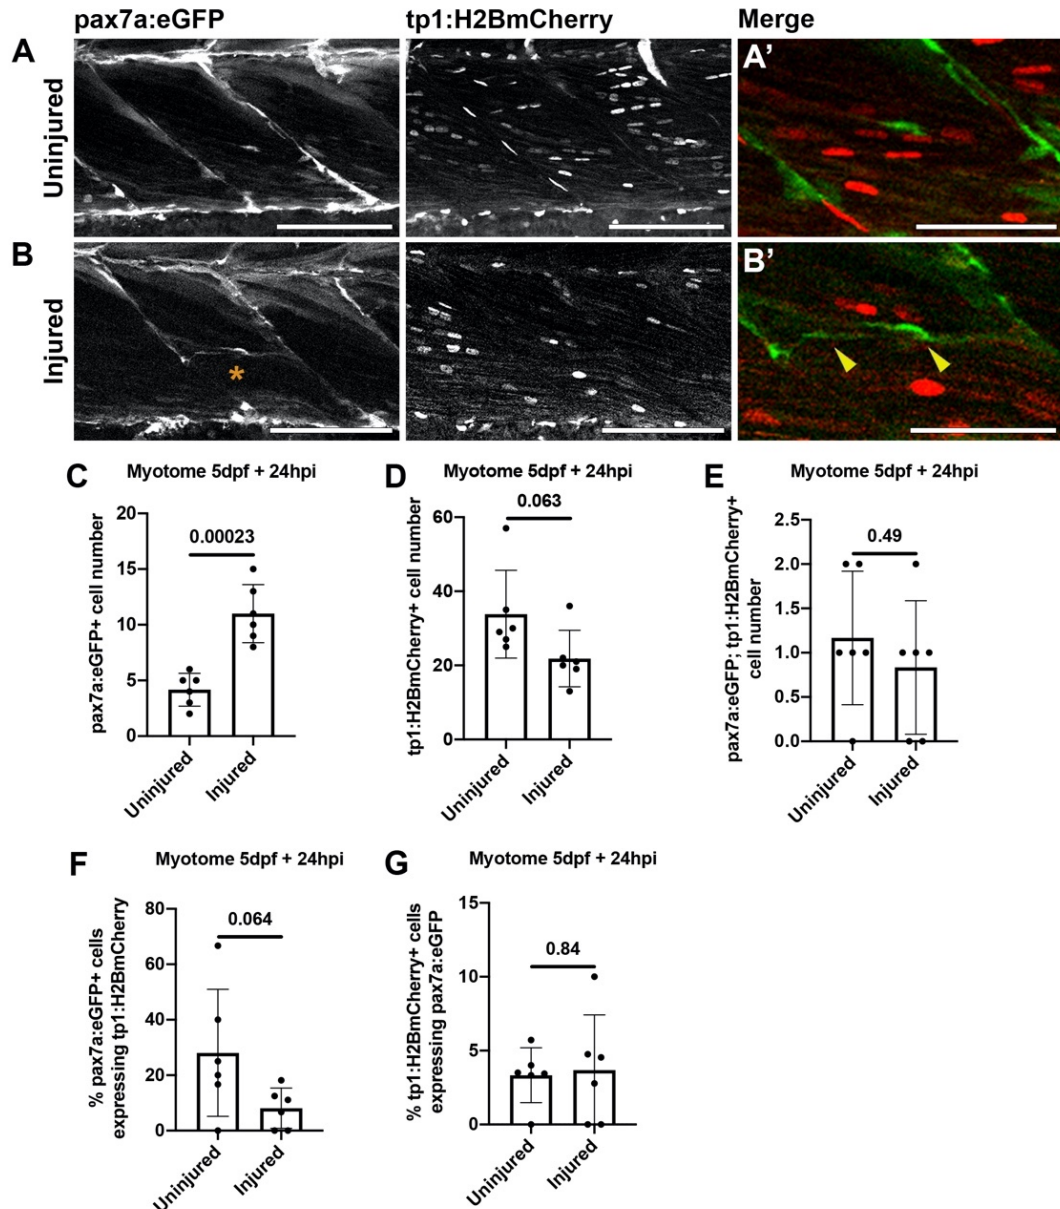 pax7a:eGFP
tp1:H2BmCherry
Merge
A
Uninjured
A'
B
Injured
*
B'
C
Myotome 5dpf + 24hpi
pax7a:eGFP+ cell number
20
15
10
5
0
0.00023
Uninjured
Injured
D
Myotome 5dpf + 24hpi
tp1:H2BmCherry+ cell number
60
40
20
0
0.063
Uninjured
Injured
E
Myotome 5dpf + 24hpi
pax7a:eGFP; tp1:H2BmCherry+
cell number
2.5
2.0
1.5
1.0
0.5
0.0
0.49
Uninjured
Injured
F
Myotome 5dpf + 24hpi
% pax7a:eGFP+ cells
expressing tp1:H2BmCherry
80
60
40
20
0
0.064
Uninjured
Injured
G
Myotome 5dpf + 24hpi
% tp1:H2BmCherry+ cells
expressing pax7a:eGFP
15
10
5
0
0.84
Uninjured
Injured